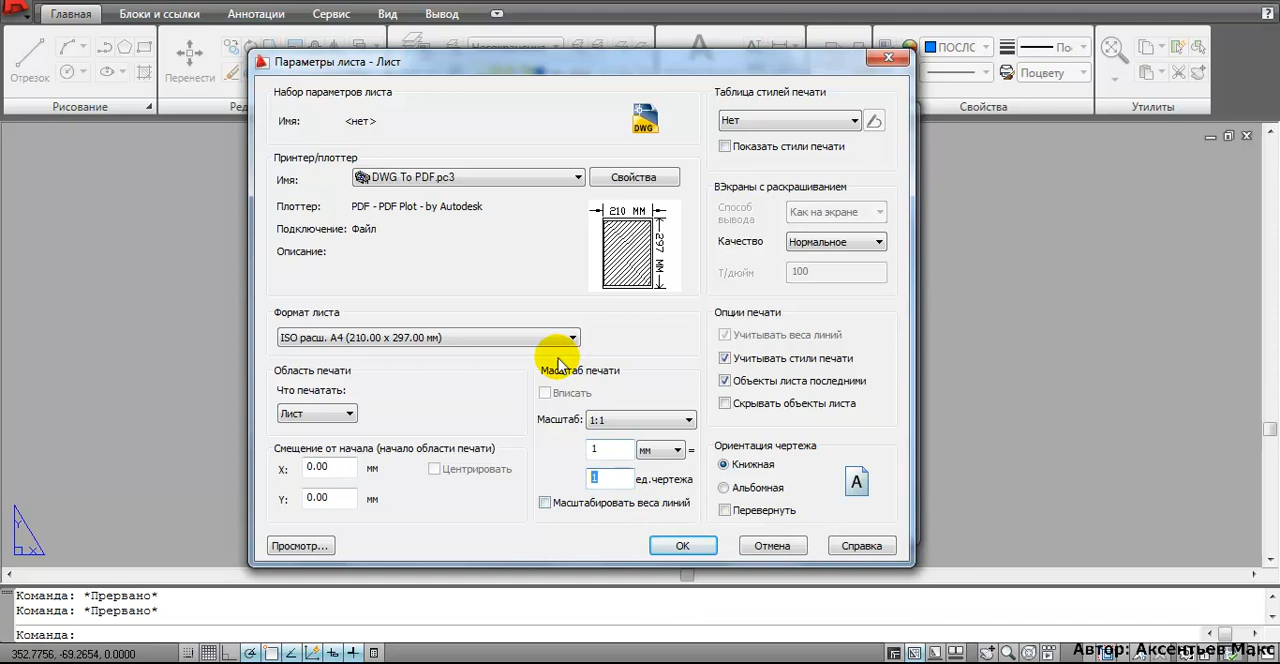 Главная
Блоки и ссылки
Аннотации
Сервис
Вид
Вывод
Отрезок
Перенести
ПОСЛО
По
Поцвету
Рисование
Ред
Свойства
Утилиты
Параметры листа - Лист
Набор параметров листа
Имя: <нет>
DWG
Принтер/плоттер
Имя: DWG To PDF.pc3
Свойства
Плоттер: PDF - PDF Plot - by Autodesk
Подключение: Файл
Описание:
210 MM
297 MM
Формат листа
ISO расш. A4 (210.00 x 297.00 мм)
Область печати
Что печатать:
Лист
Смещение от начала (начало области печати)
X: 0.00 мм
Центрировать
Y: 0.00 мм
Масштаб печати
Вписать
Масштаб: 1:1
1 мм =
1 ед.чертежа
Масштабировать веса линий
Таблица стилей печати
Нет
Показать стили печати
ВЭкраны с раскрашиванием
Способ вывода
Как на экране
Качество
Нормальное
Т/дюйм
100
Опции печати
Учитывать веса линий
Учитывать стили печати
Объекты листа последними
Скрывать объекты листа
Ориентация чертежа
Книжная
A
Альбомная
Перевернуть
Просмотр...
ОК
Отмена
Справка
Y
X
Команда: *Прервано*
Команда: *Прервано*
Команда:
352.7756, -69.2654, 0.0000
Автор: Аксентьев Макс